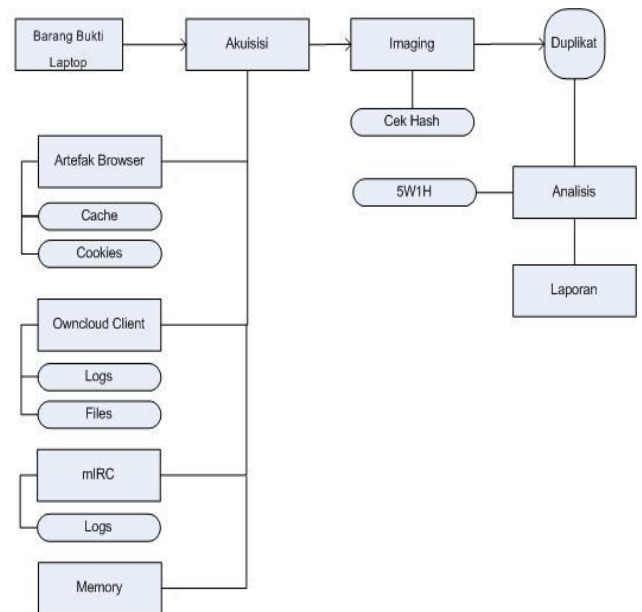 Barang Bukti
Laptop
Akuisisi
Imaging
Duplikat
Cek Hash
Artefak Browser
5W1H
Analisis
Cache
Cookies
Laporan
Owncloud Client
Logs
Files
mIRC
Logs
Memory